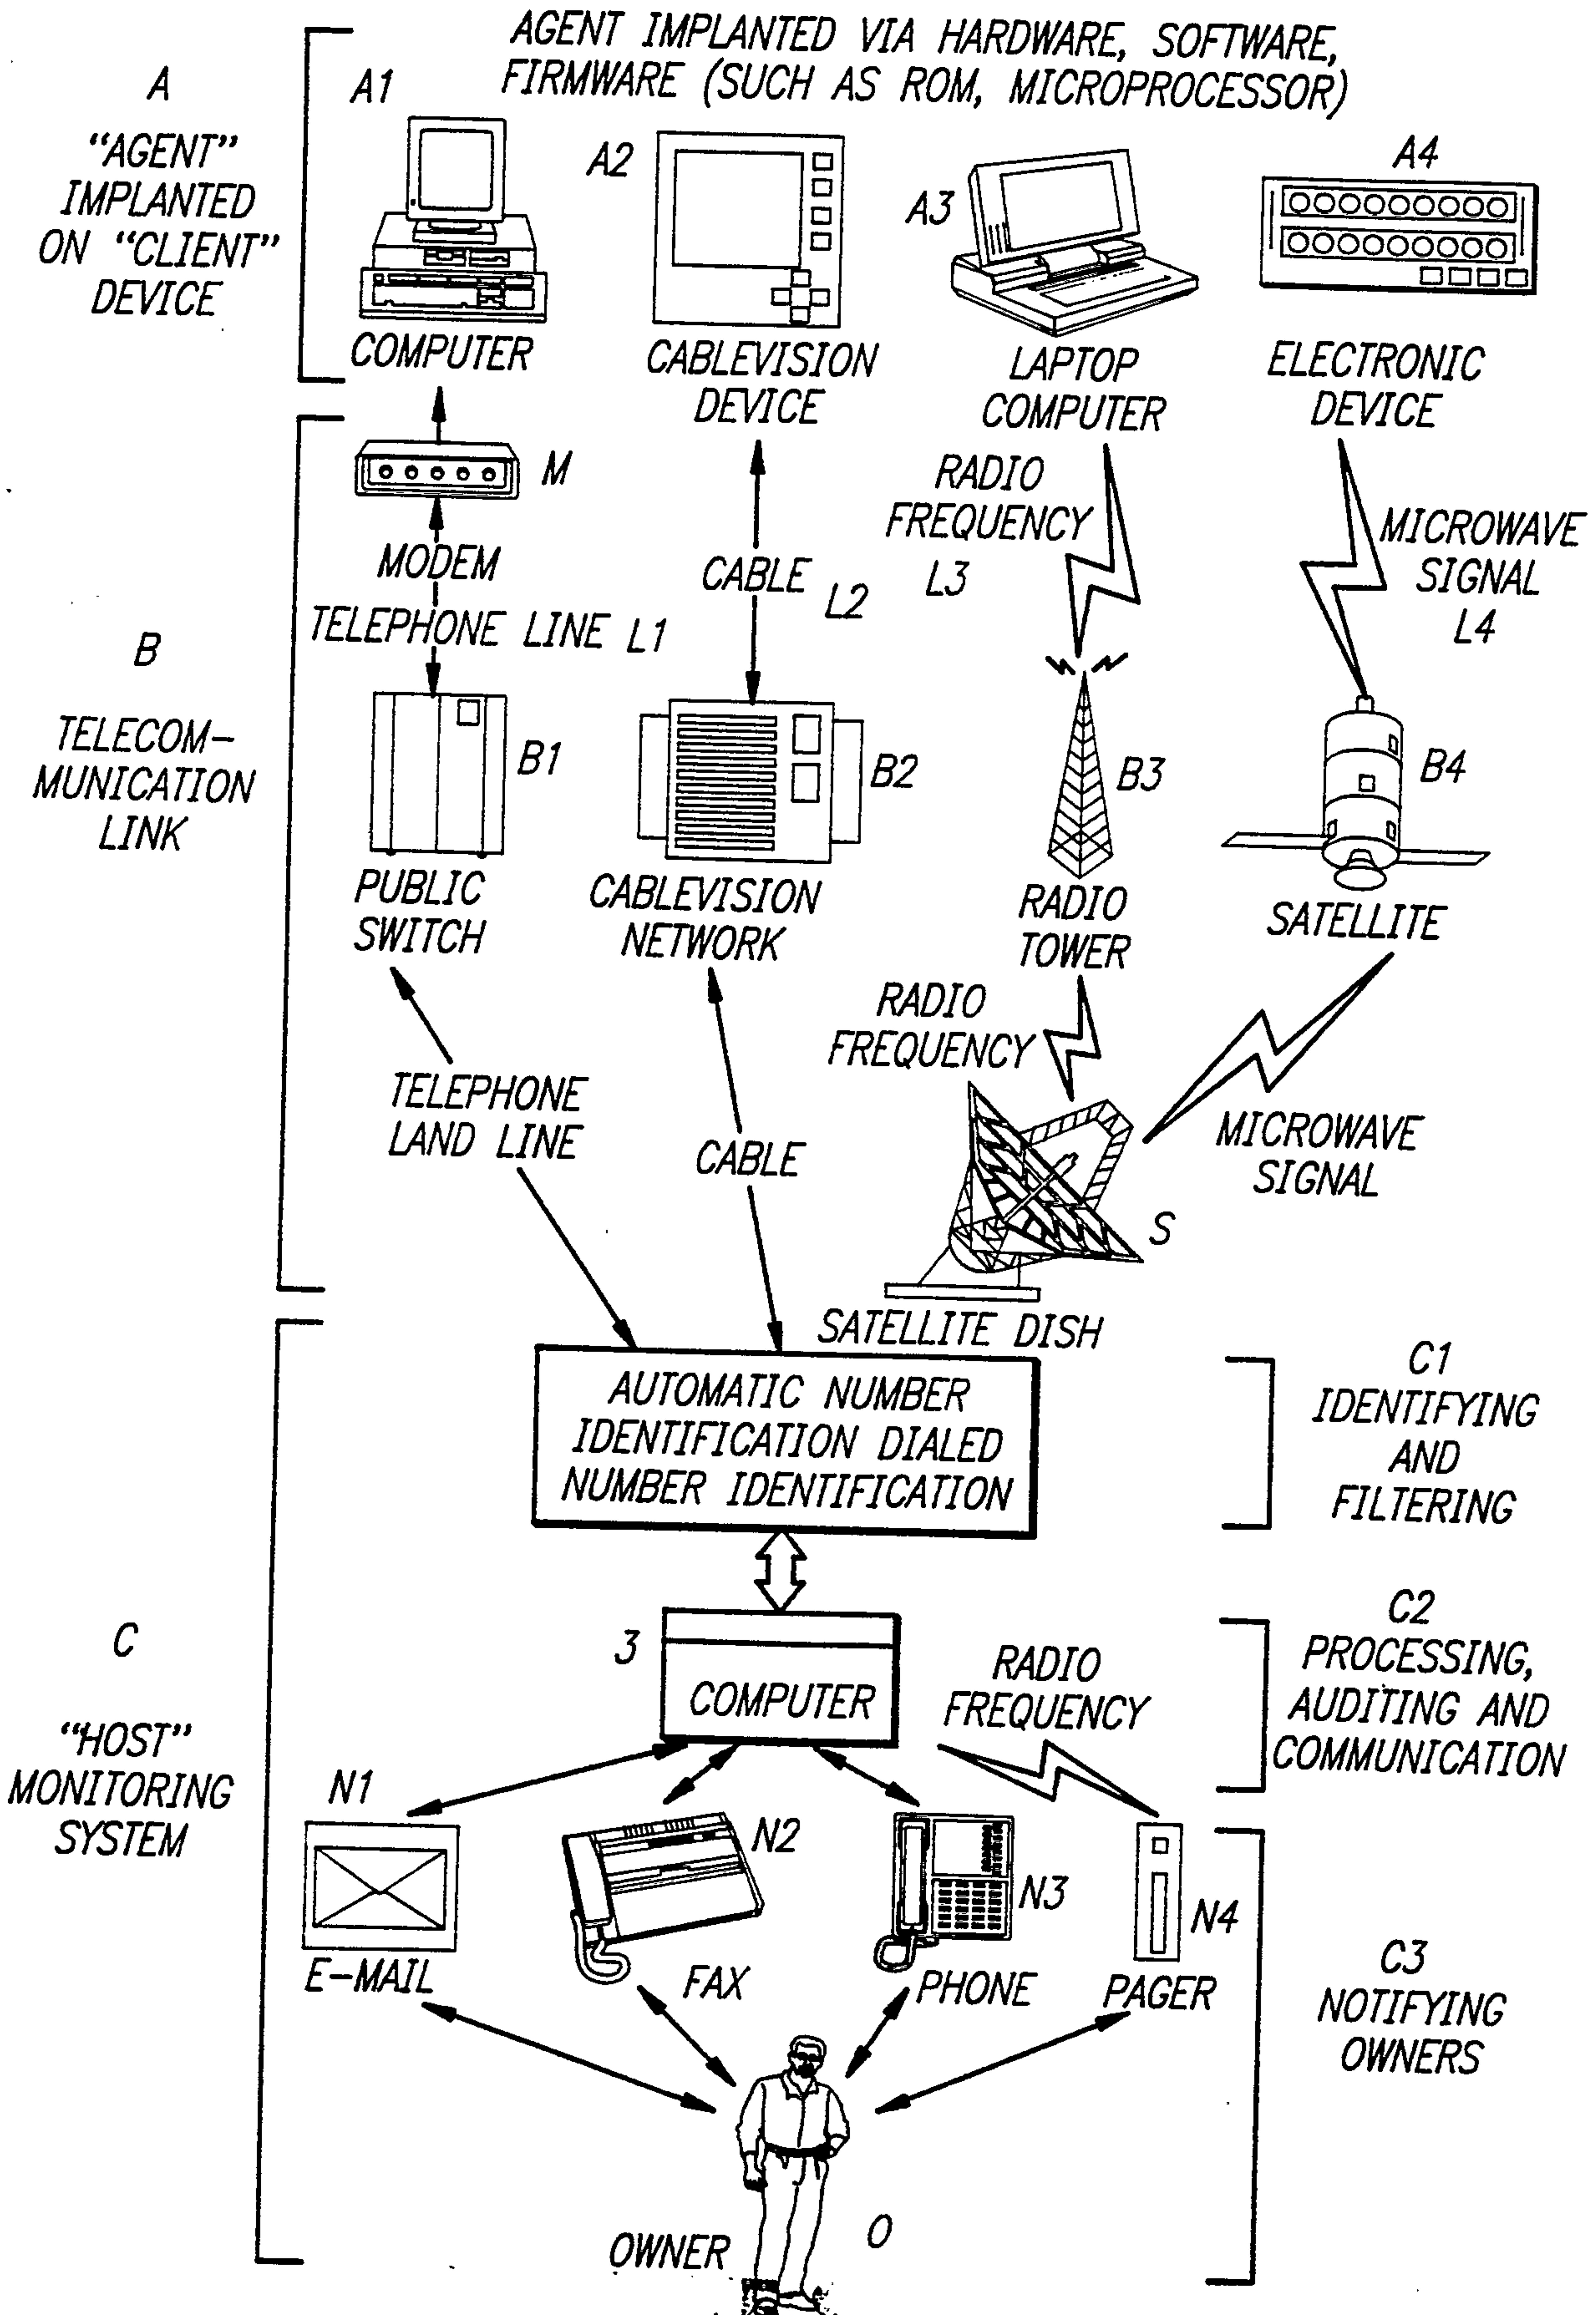 AGENT IMPLANTED VIA HARDWARE, SOFTWARE,
FIRMWARE (SUCH AS ROM, MICROPROCESSOR)
A
"AGENT"
IMPLANTED
ON "CLIENT"
DEVICE
A1
COMPUTER
A2
CABLEVISION
DEVICE
A3
LAPTOP
COMPUTER
A4
ELECTRONIC
DEVICE
B
TELECOM-
MUNICATION
LINK
M
MODEM
TELEPHONE LINE L1
CABLE
L2
RADIO
FREQUENCY
L3
MICROWAVE
SIGNAL
L4
B1
PUBLIC
SWITCH
B2
CABLEVISION
NETWORK
B3
RADIO
TOWER
B4
SATELLITE
TELEPHONE
LAND LINE
CABLE
RADIO
FREQUENCY
MICROWAVE
SIGNAL
S
SATELLITE DISH
C
"HOST"
MONITORING
SYSTEM
AUTOMATIC NUMBER
IDENTIFICATION DIALED
NUMBER IDENTIFICATION
C1
IDENTIFYING
AND
FILTERING
3
COMPUTER
RADIO
FREQUENCY
C2
PROCESSING,
AUDITING AND
COMMUNICATION
N1
E-MAIL
N2
FAX
N3
PHONE
N4
PAGER
C3
NOTIFYING
OWNERS
OWNER
O